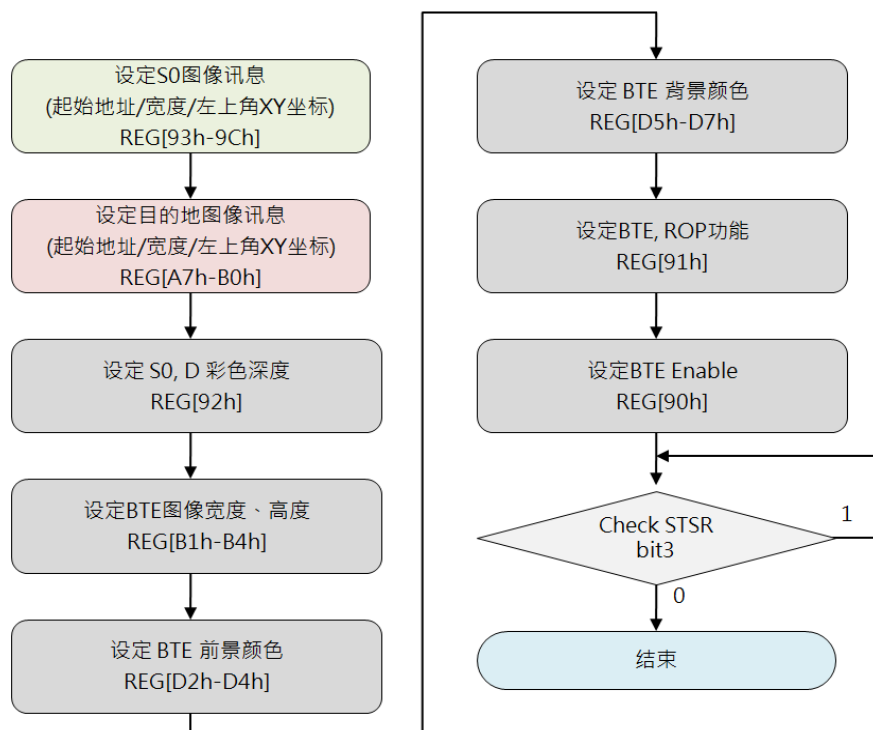 设定S0图像讯息
(起始地址/宽度/左上角XY坐标)
REG[93h-9Ch]
设定目的地图像讯息
(起始地址/宽度/左上角XY坐标)
REG[A7h-B0h]
设定 S0, D 彩色深度
REG[92h]
设定BTE图像宽度、高度
REG[B1h-B4h]
设定 BTE 前景颜色
REG[D2h-D4h]
设定 BTE 背景颜色
REG[D5h-D7h]
设定BTE, ROP功能
REG[91h]
设定BTE Enable
REG[90h]
Check STSR
bit3
1
0
结束